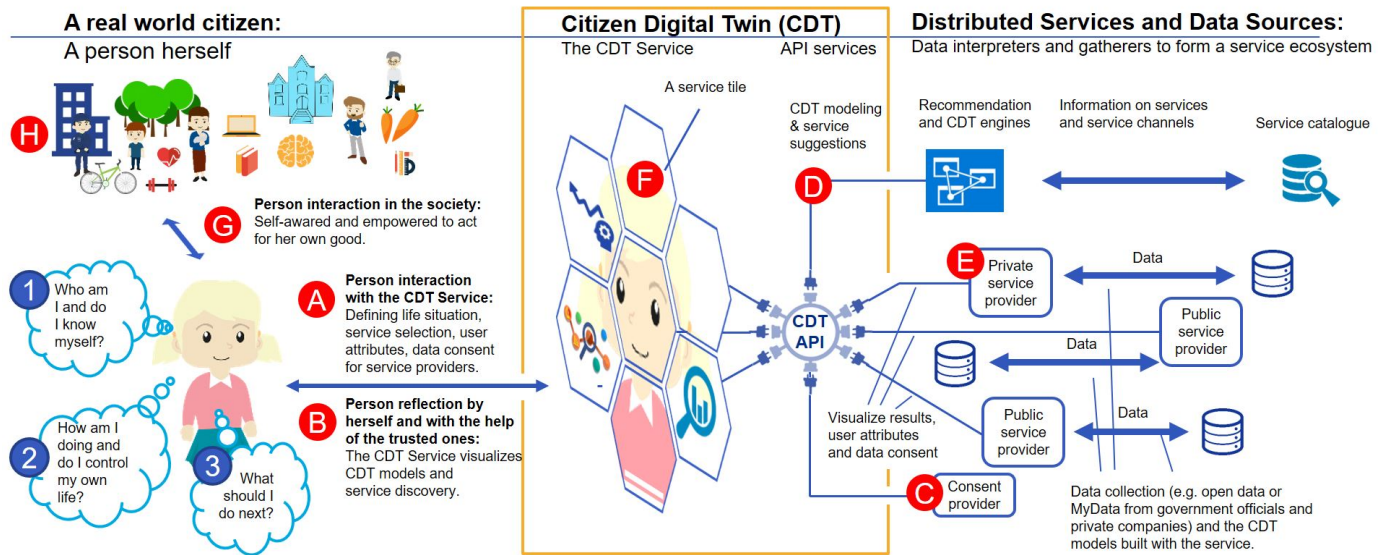 A real world citizen:
A person herself
H
G
Person interaction in the society:
Self-awared and empowered to act
for her own good.
1
Who am
I and do
I know
myself?
2
How am I
doing and
do I control
my own
life?
3
What
should I
do next?
A
Person interaction
with the CDT Service:
Defining life situation,
service selection, user
attributes, data consent
for service providers.
B
Person reflection by
herself and with the help
of the trusted ones:
The CDT Service visualizes
CDT models and
service discovery.
Citizen Digital Twin (CDT)
The CDT Service
API services
A service tile
F
CDT modeling
& service
suggestions
D
CDT
API
Visualize results,
user attributes
and data consent
C
Consent
provider
Distributed Services and Data Sources:
Data interpreters and gatherers to form a service ecosystem
Recommendation
and CDT engines
Information on services
and service channels
Service catalogue
E
Private
service
provider
Data
Public
service
provider
Data
Public
service
provider
Data
Data collection (e.g. open data or
MyData from government officials and
private companies) and the CDT
models built with the service.